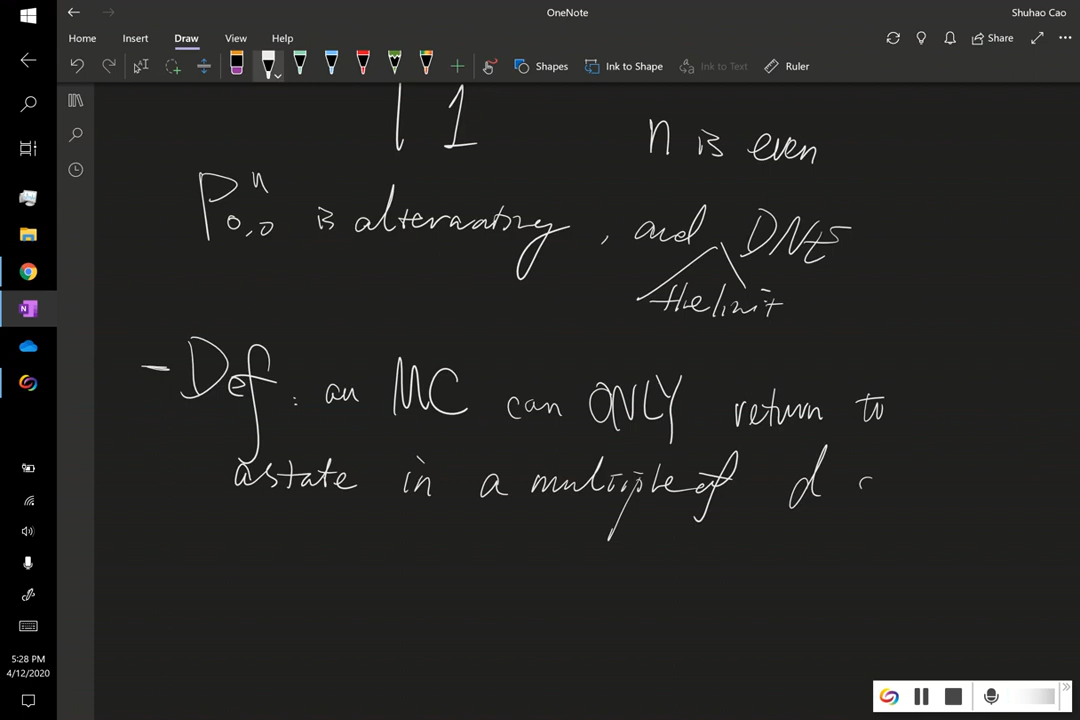 OneNote
Shuhao Cao
Home Insert Draw View Help
Share
Shapes Ink to Shape Ink to Text Ruler
1
n is even
P0,0^n is alternating, and DNE
the limit
- Def: an MC can ONLY return to
a state in a multiple of d
5:28 PM
4/12/2020